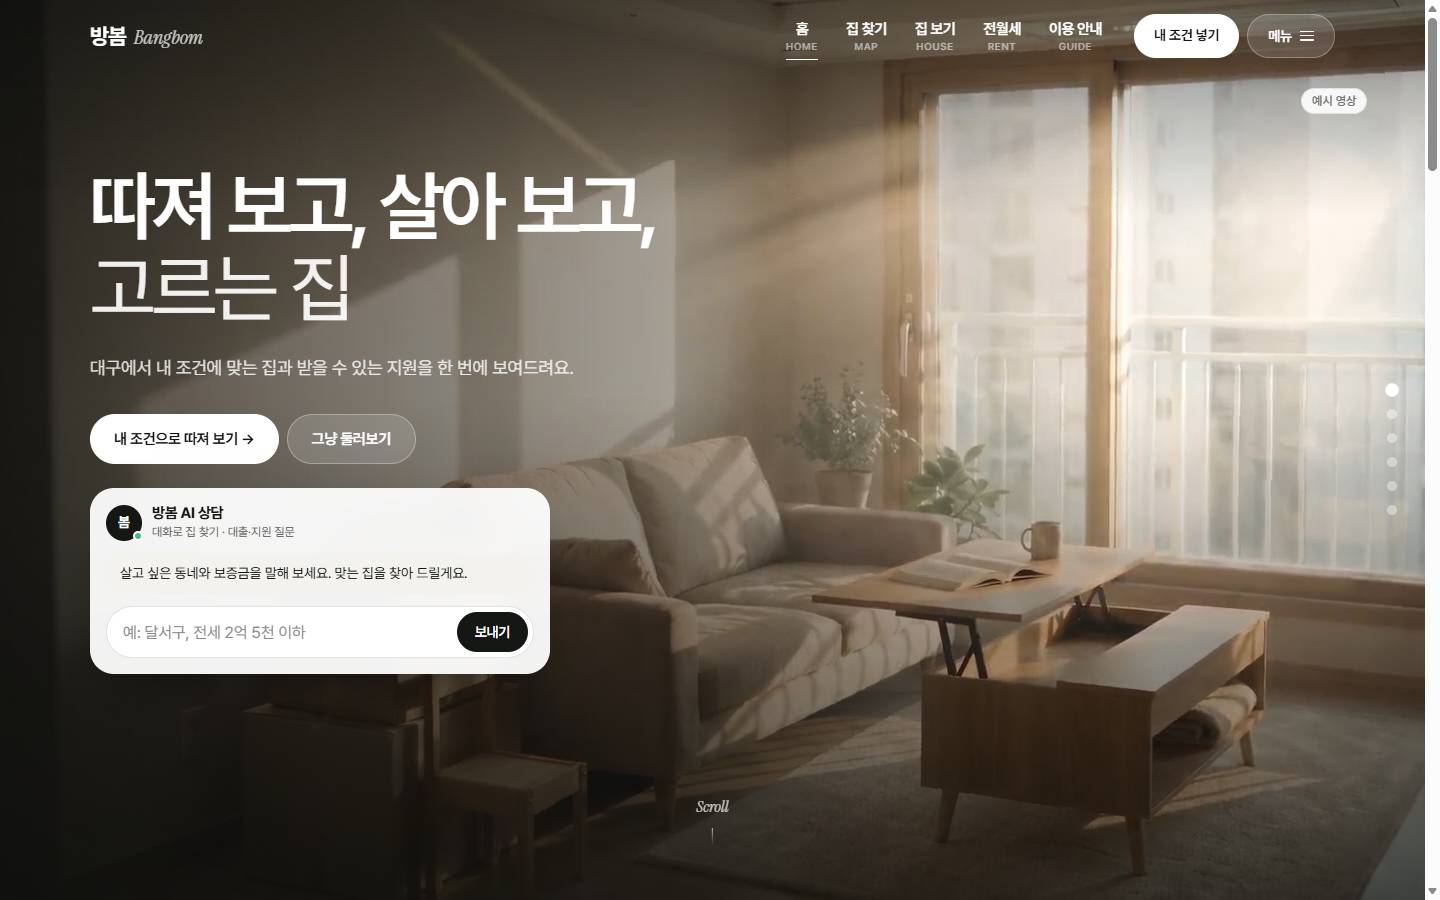 방봄 Bangbom
홈 집 찾기 집 보기 전월세 이용 안내 내 조건 넣기 메뉴
HOME MAP HOUSE RENT GUIDE
예시 영상
따져 보고, 살아 보고,
고르는 집
대구에서 내 조건에 맞는 집과 받을 수 있는 지원을 한 번에 보여드려요.
내 조건으로 따져 보기 → 그냥 둘러보기
봄 방봄 AI 상담
대화로 집 찾기 · 대출·지원 질문
살고 싶은 동네와 보증금을 말해 보세요. 맞는 집을 찾아 드릴게요.
예: 달서구, 전세 2억 5천 이하 보내기
Scroll